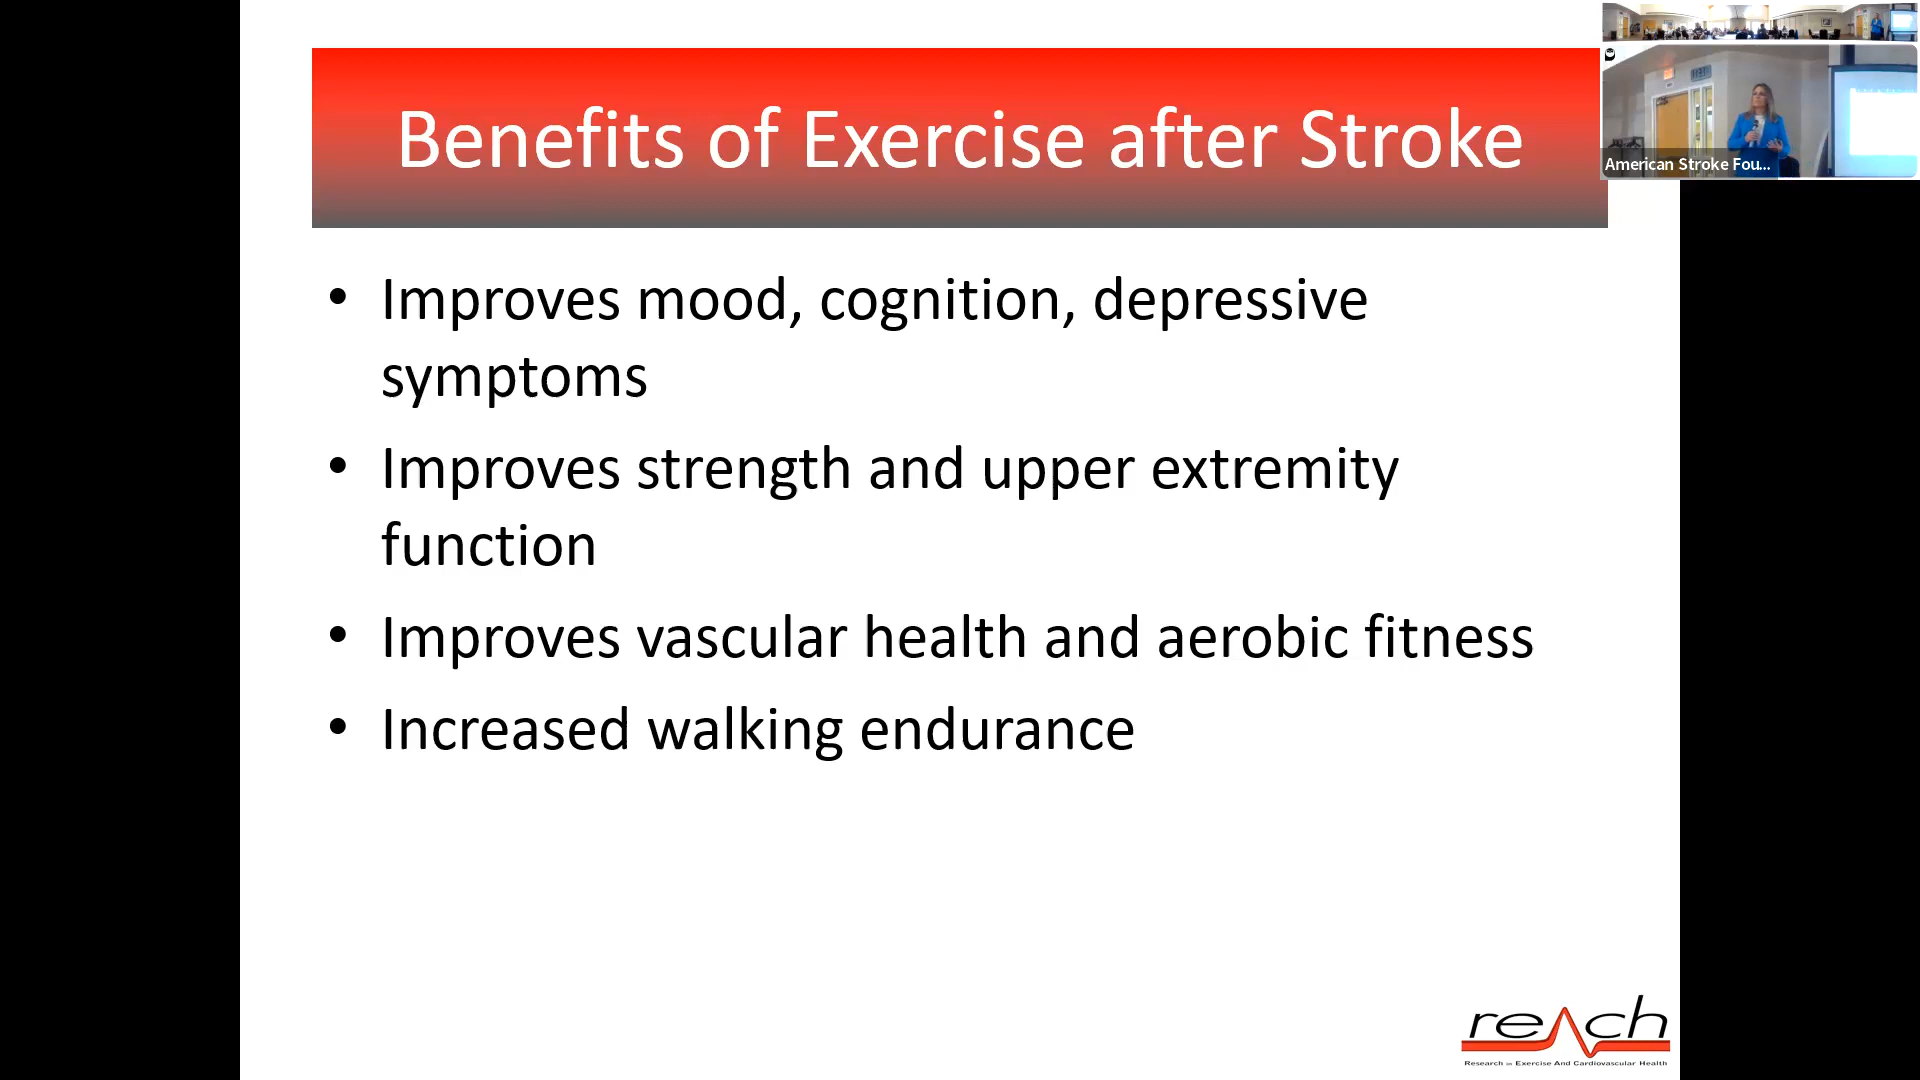 Benefits of Exercise after Stroke
American Stroke Fou...
• Improves mood, cognition, depressive
symptoms
• Improves strength and upper extremity
function
• Improves vascular health and aerobic fitness
• Increased walking endurance
reach
Research in Exercise And Cardiovascular Health